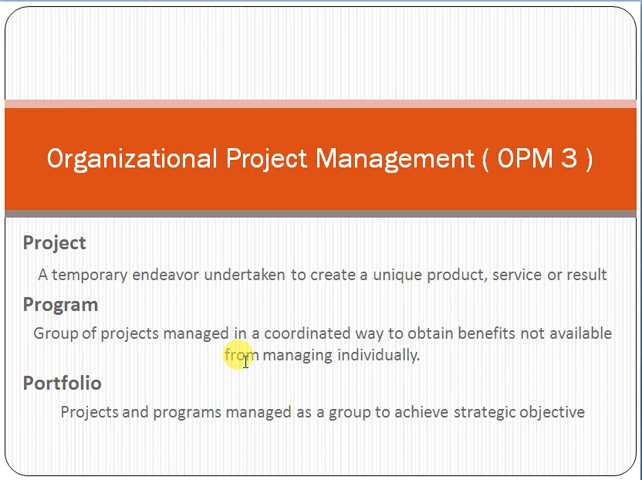 Organizational Project Management ( OPM 3 )
Project
A temporary endeavor undertaken to create a unique product, service or result
Program
Group of projects managed in a coordinated way to obtain benefits not available
from managing individually.
Portfolio
Projects and programs managed as a group to achieve strategic objective